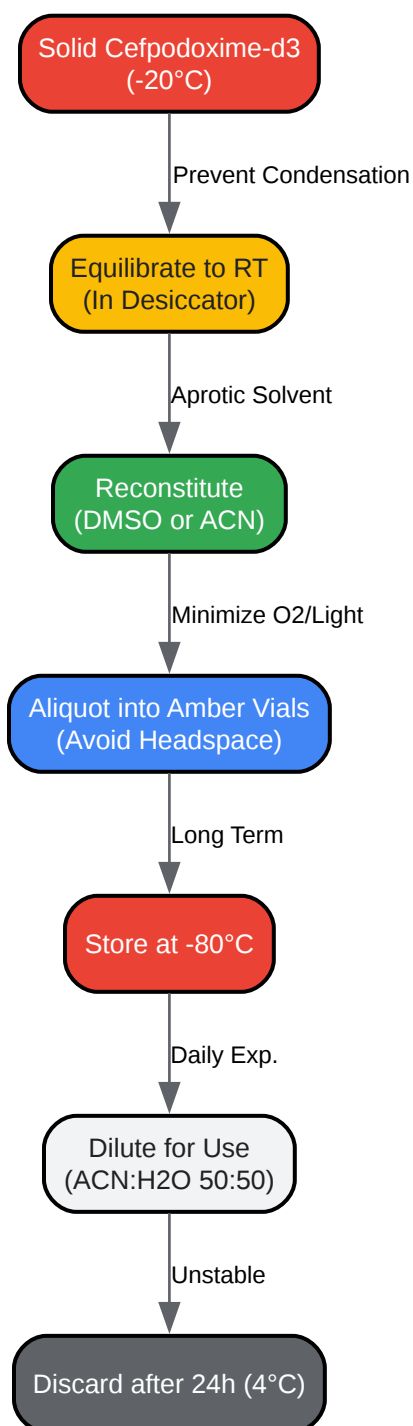 Solid Cefpodoxime-d3
(-20°C)
Prevent Condensation
Equilibrate to RT
(In Desiccator)
Aprotic Solvent
Reconstitute
(DMSO or ACN)
Minimize O2/Light
Aliquot into Amber Vials
(Avoid Headspace)
Long Term
Store at -80°C
Daily Exp.
Dilute for Use
(ACN:H2O 50:50)
Unstable
Discard after 24h (4°C)